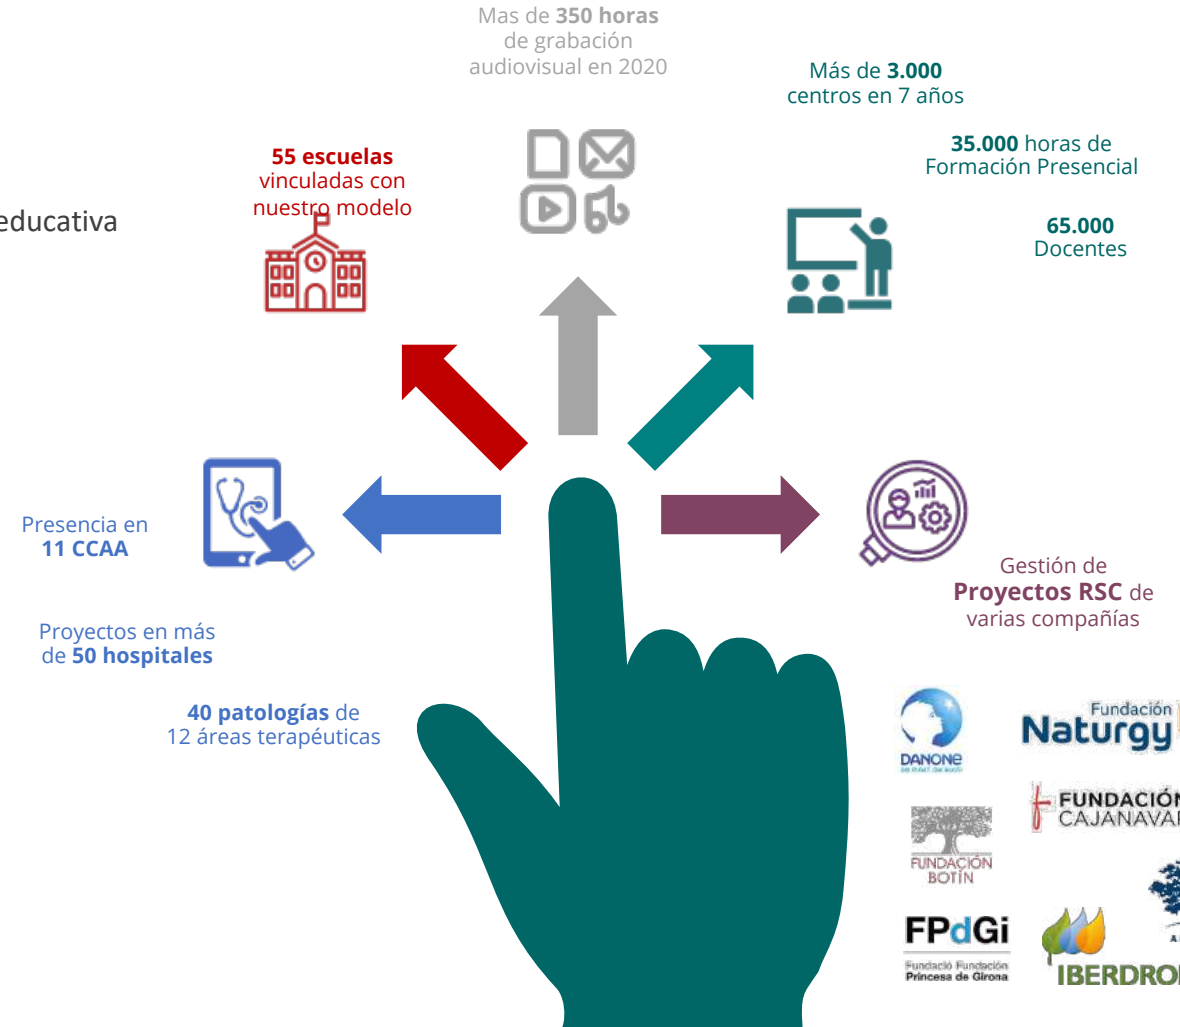 Mas de 350 horas
de grabación
audiovisual en 2020
Más de 3.000
centros en 7 años
35.000 horas de
Formación Presencial
65.000
Docentes
55 escuelas
vinculadas con
nuestro modelo
educativa
Presencia en
11 CCAA
Proyectos en más
de 50 hospitales
40 patologías de
12 áreas terapéuticas
Gestión de
Proyectos RSC de
varias compañías
DANONE
Fundación
Naturgy
FUNDACIÓN
CAJANAVAR
FUNDACIÓN
BOTÍN
FPdGi
Fundació Fundación
Princesa de Girona
IBERDROL